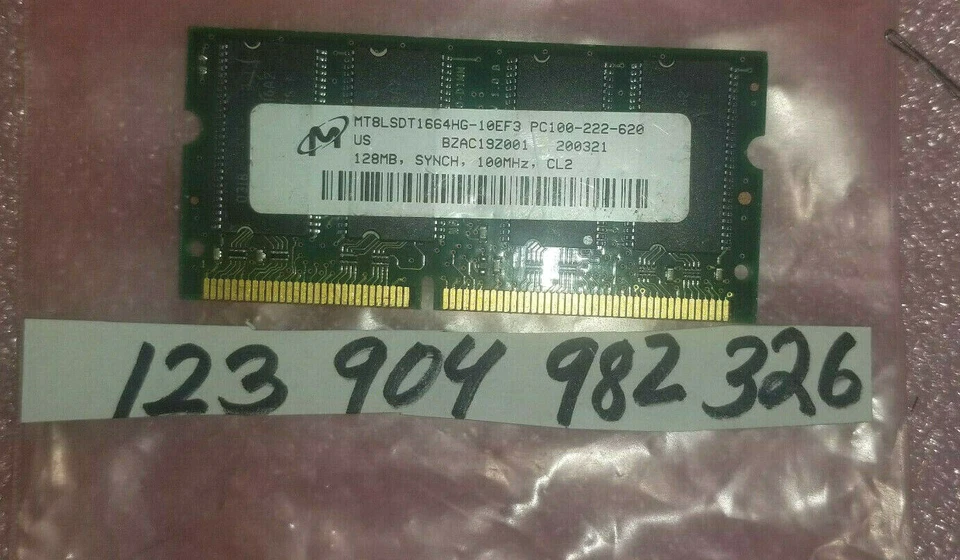 MT8LSDT1664HG-10EF3 PC100-222-620
US BZAC19Z001 200321
128MB, SYNCH, 100MHz, CL2
123 904 982 326